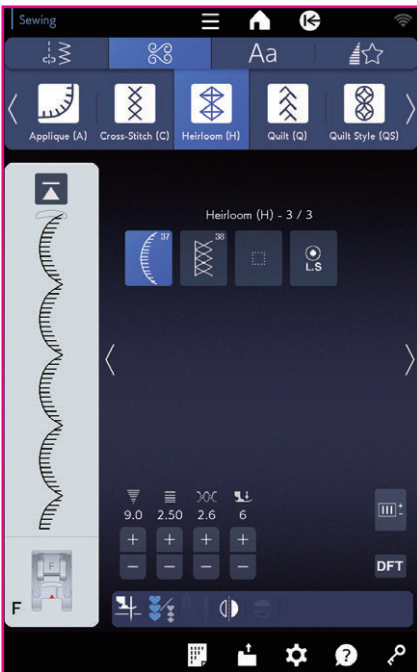 Sewing
Aa
Applique (A) Cross-Stitch (C) Heirloom (H) Quilt (Q) Quilt Style (QS)
Heirloom (H) - 3 / 3
37 38 L.S
9.0 2.50 2.6 6
+ + + +
− − − −
DFT
F
F
?